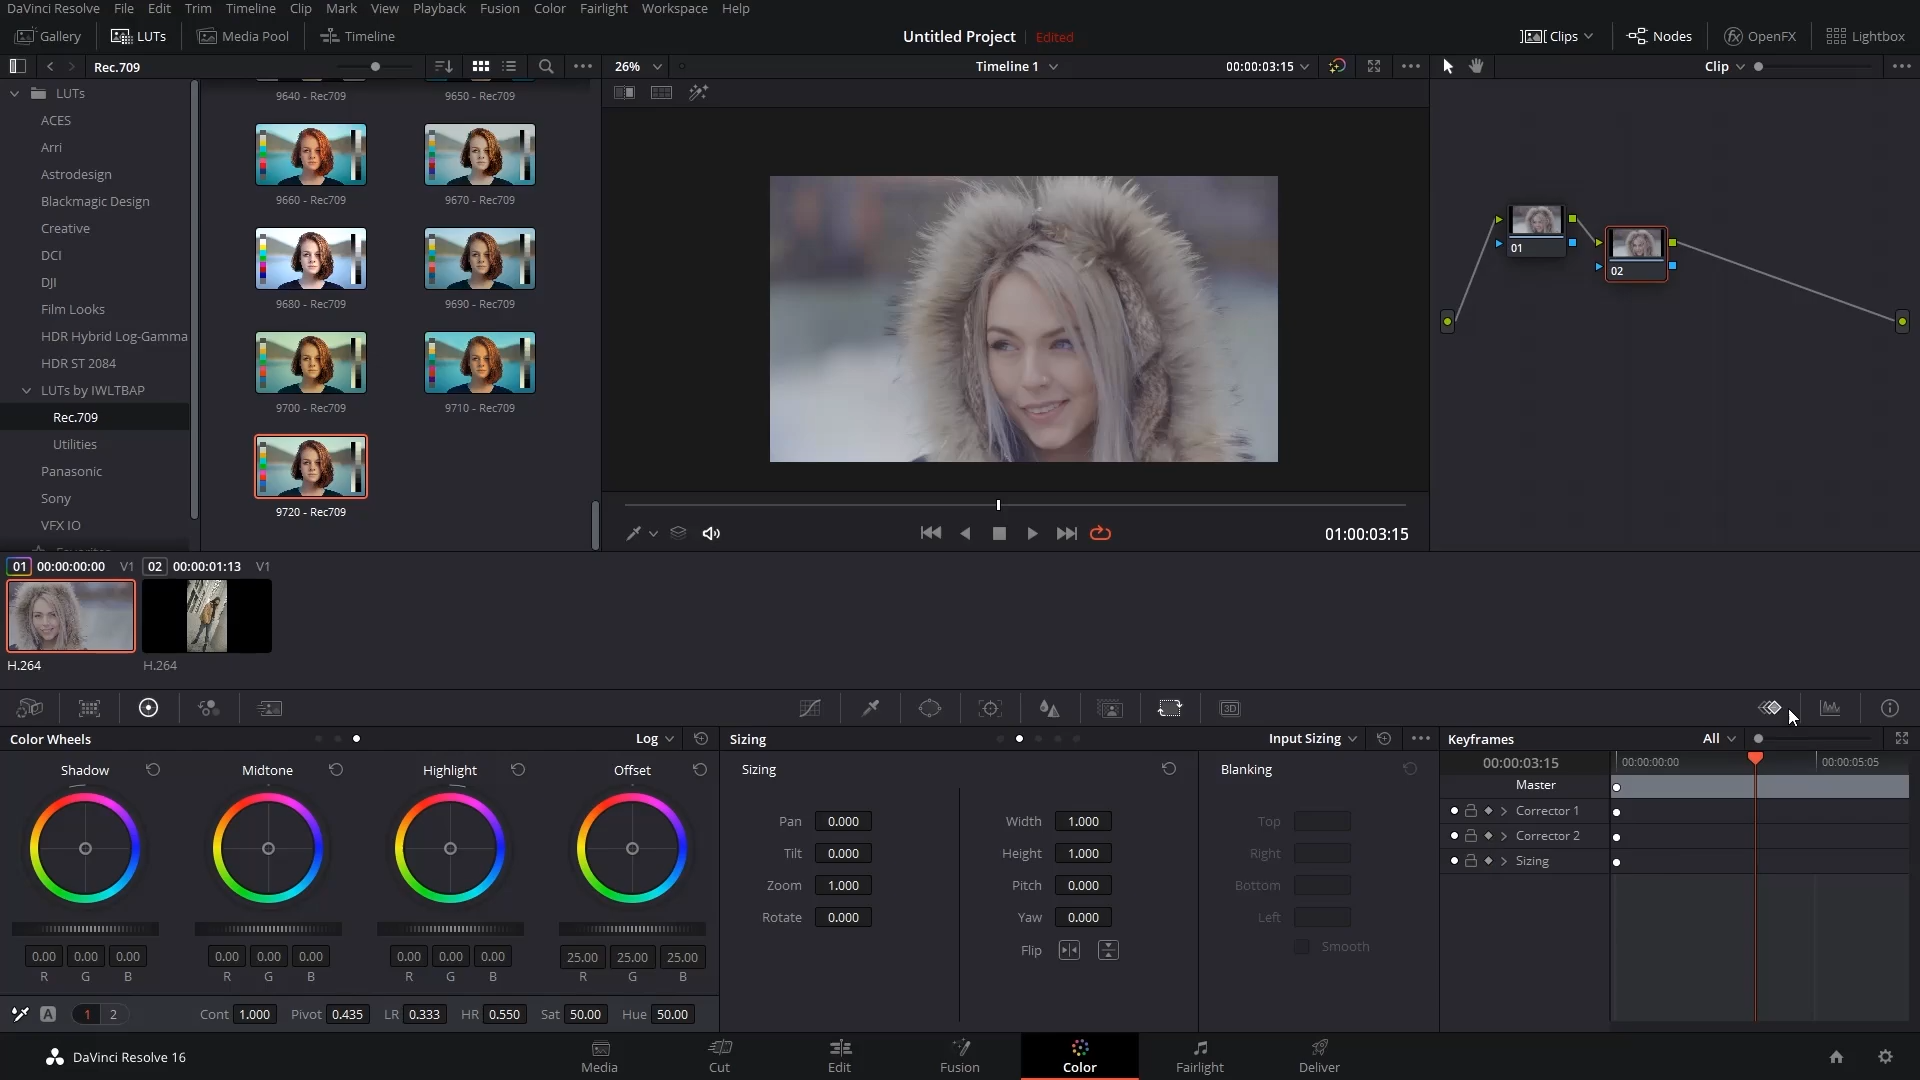 DaVinci Resolve File Edit Trim Timeline Clip Mark View Playback Fusion Color Fairlight Workspace Help
Gallery LUTs Media Pool Timeline Untitled Project Edited Clips Nodes OpenFX Lightbox
Rec.709 26% Timeline 1 00:00:03:15 Clip
LUTs
ACES
Arri
Astrodesign
Blackmagic Design
Creative
DCI
DJI
Film Looks
HDR Hybrid Log-Gamma
HDR ST 2084
LUTs by IWLTBAP
Rec.709
Utilities
Panasonic
Sony
VFX IO
Favorites
9640 - Rec709 9650 - Rec709
9660 - Rec709 9670 - Rec709
9680 - Rec709 9690 - Rec709
9700 - Rec709 9710 - Rec709
9720 - Rec709
01:00:03:15
01
02
01 00:00:00:00 V1 02 00:00:01:13 V1
H.264 H.264
3D
Color Wheels Log
Shadow Midtone Highlight Offset
0.00 0.00 0.00 0.00 0.00 0.00 0.00 0.00 0.00 25.00 25.00 25.00
R G B R G B R G B R G B
A 1 2 Cont 1.000 Pivot 0.435 LR 0.333 HR 0.550 Sat 50.00 Hue 50.00
Sizing Input Sizing
Sizing
Pan 0.000 Width 1.000
Tilt 0.000 Height 1.000
Zoom 1.000 Pitch 0.000
Rotate 0.000 Yaw 0.000
Flip
Blanking
Top
Right
Bottom
Left
Smooth
Keyframes All
00:00:03:15 00:00:00:00 00:00:05:05
Master
Corrector 1
Corrector 2
Sizing
DaVinci Resolve 16 Media Cut Edit Fusion Color Fairlight Deliver